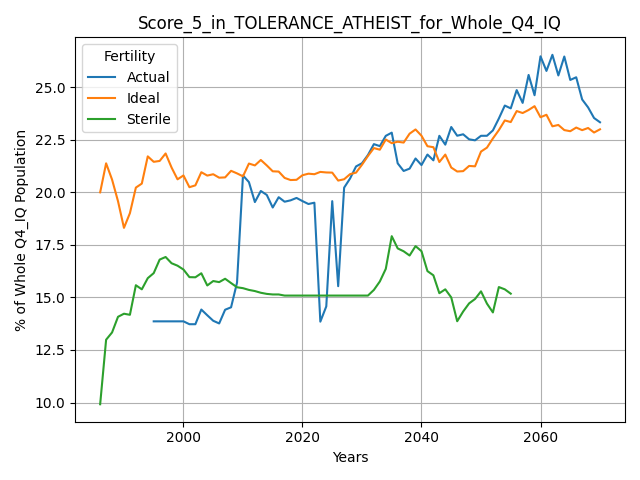 Score_5_in_TOLERANCE_ATHEIST_for_Whole_Q4_IQ
Fertility
Actual
Ideal
Sterile
% of Whole Q4_IQ Population
25.0
22.5
20.0
17.5
15.0
12.5
10.0
2000
2020
2040
2060
Years